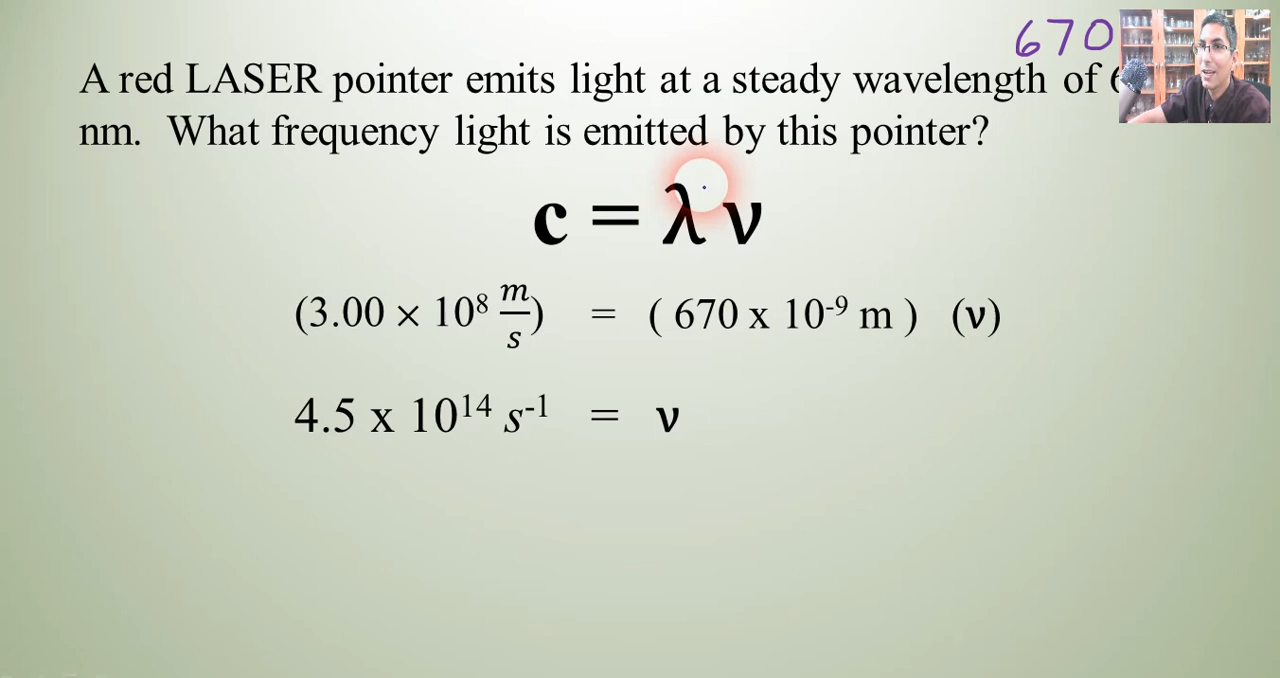 670
A red LASER pointer emits light at a steady wavelength of
nm. What frequency light is emitted by this pointer?
c = λ ν
(3.00 × 10⁸ m/s) = ( 670 x 10⁻⁹ m ) (ν)
4.5 x 10¹⁴ s⁻¹ = ν